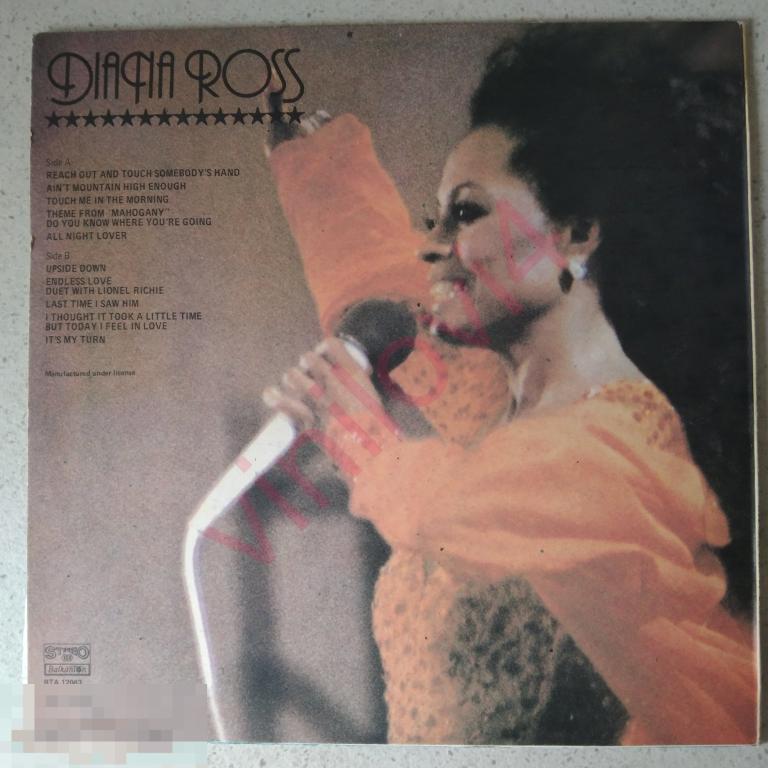 DIANA ROSS
Side A
REACH OUT AND TOUCH SOMEBODY'S HAND
AIN'T MOUNTAIN HIGH ENOUGH
TOUCH ME IN THE MORNING
THEME FROM "MAHOGANY"
DO YOU KNOW WHERE YOU'RE GOING
ALL NIGHT LOVER
Side B
UPSIDE DOWN
ENDLESS LOVE
DUET WITH LIONEL RICHIE
LAST TIME I SAW HIM
I THOUGHT IT TOOK A LITTLE TIME
BUT TODAY I FEEL IN LOVE
IT'S MY TURN
Manufactured under license
vinilovi4
STEREO
Balkanton
BTA 12063